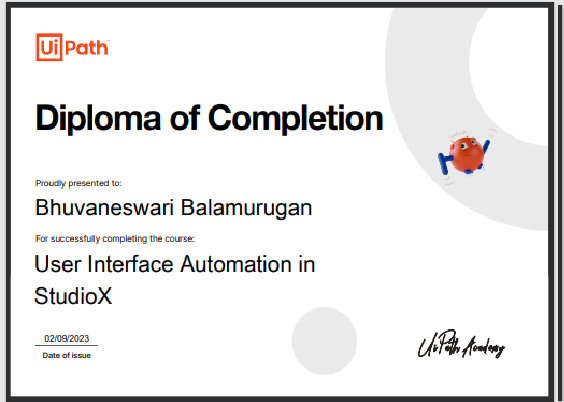 UiPath
Diploma of Completion
Proudly presented to:
Bhuvaneswari Balamurugan
For successfully completing the course:
User Interface Automation in
StudioX
02/09/2023
Date of issue
UiPath Academy